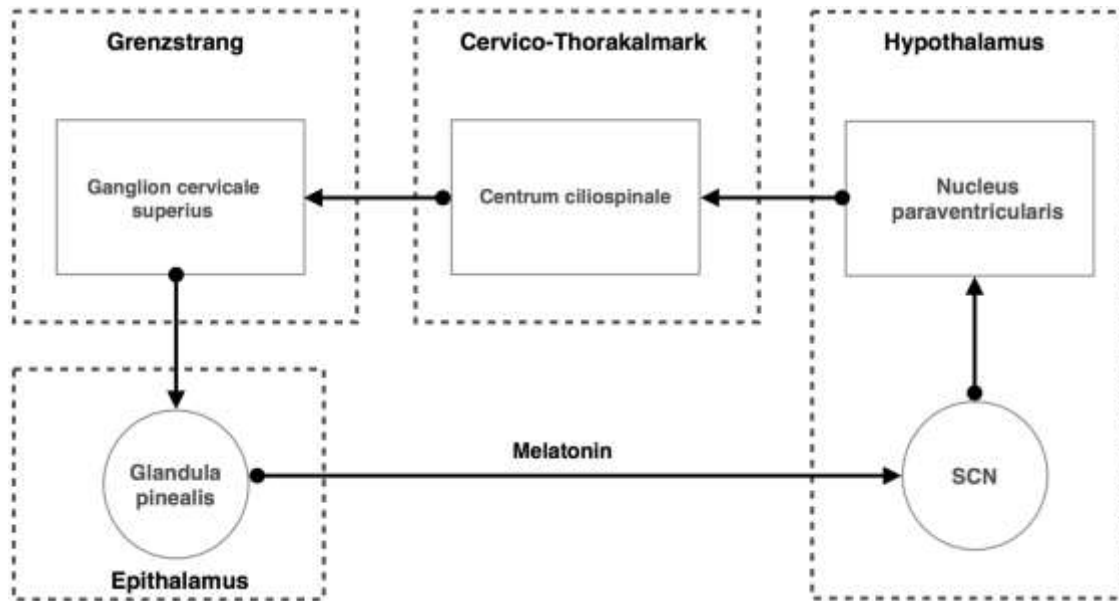 Grenzstrang
Cervico-Thorakalmark
Hypothalamus
Ganglion cervicale
superius
Centrum ciliospinale
Nucleus
paraventricularis
Melatonin
Glandula
pinealis
SCN
Epithalamus